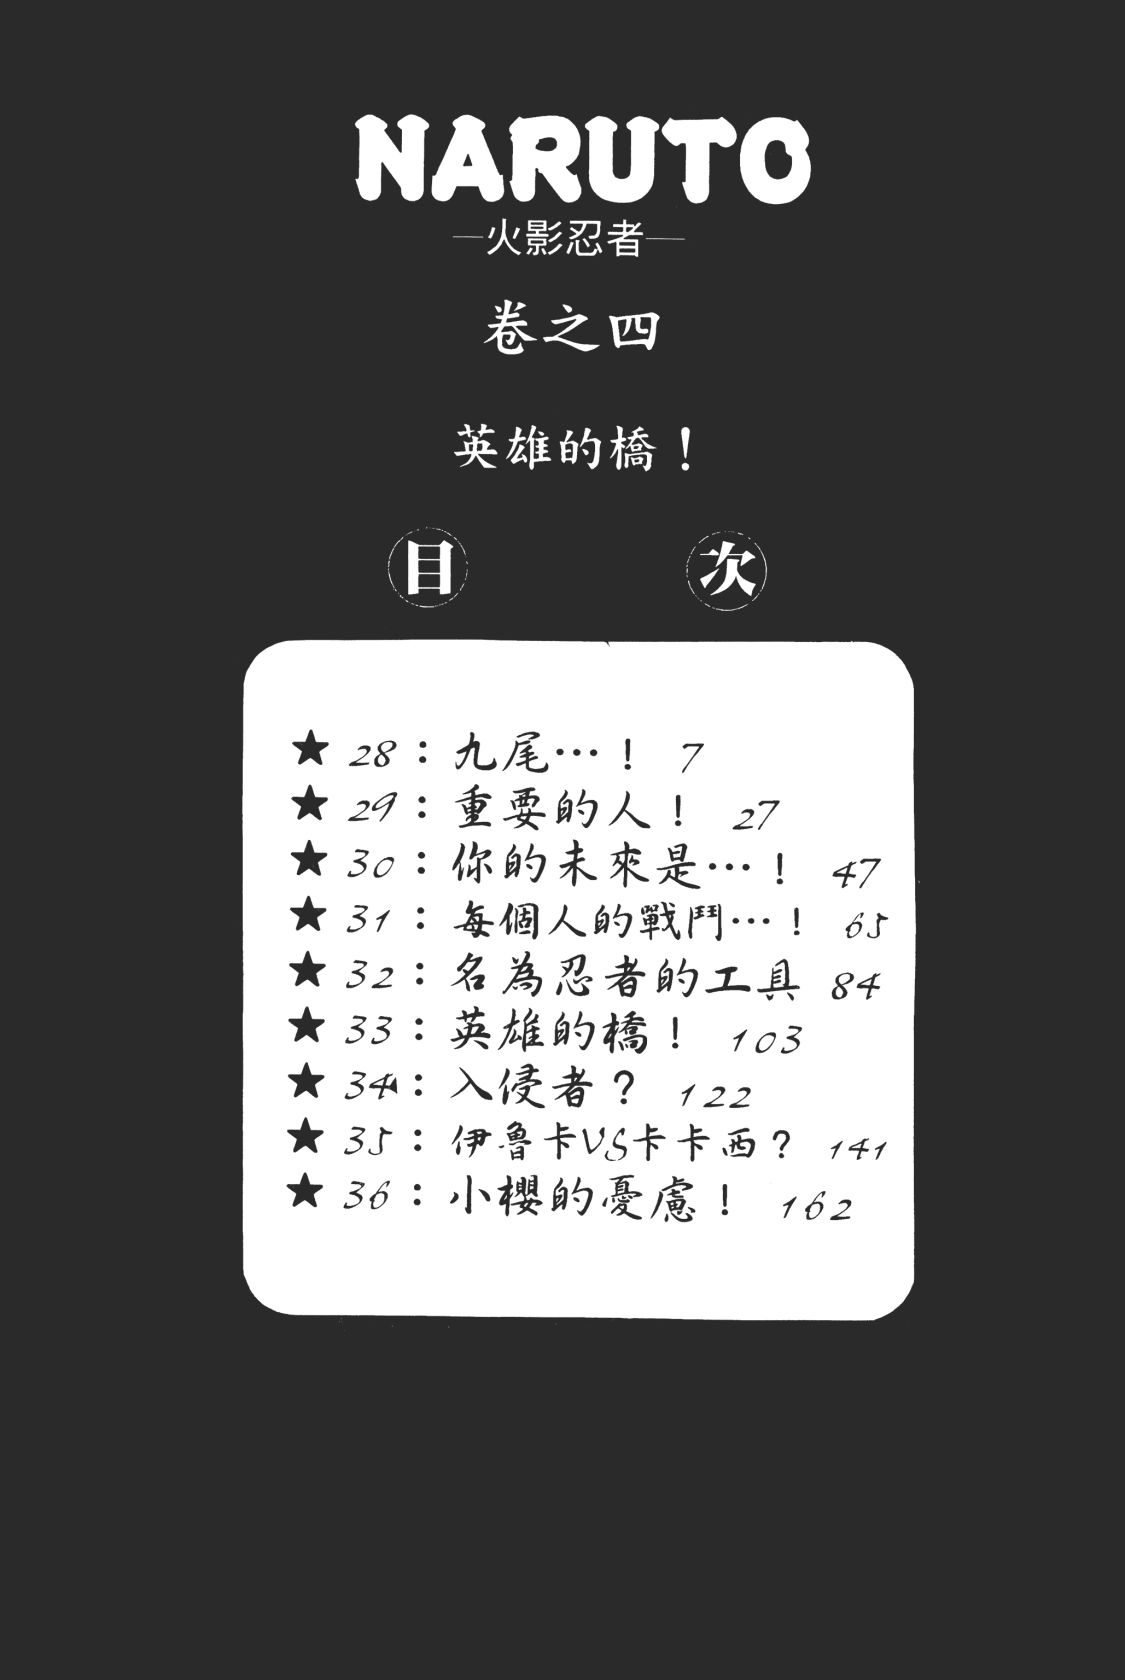 NARUTO
—火影忍者—
卷之四
英雄的橋！
目 次
★ 28：九尾…！ 7
★ 29：重要的人！ 27
★ 30：你的未來是…！ 47
★ 31：每個人的戰鬥…！ 65
★ 32：名為忍者的工具 84
★ 33：英雄的橋！ 103
★ 34：入侵者？ 122
★ 35：伊魯卡VS卡卡西？ 141
★ 36：小櫻的憂慮！ 162